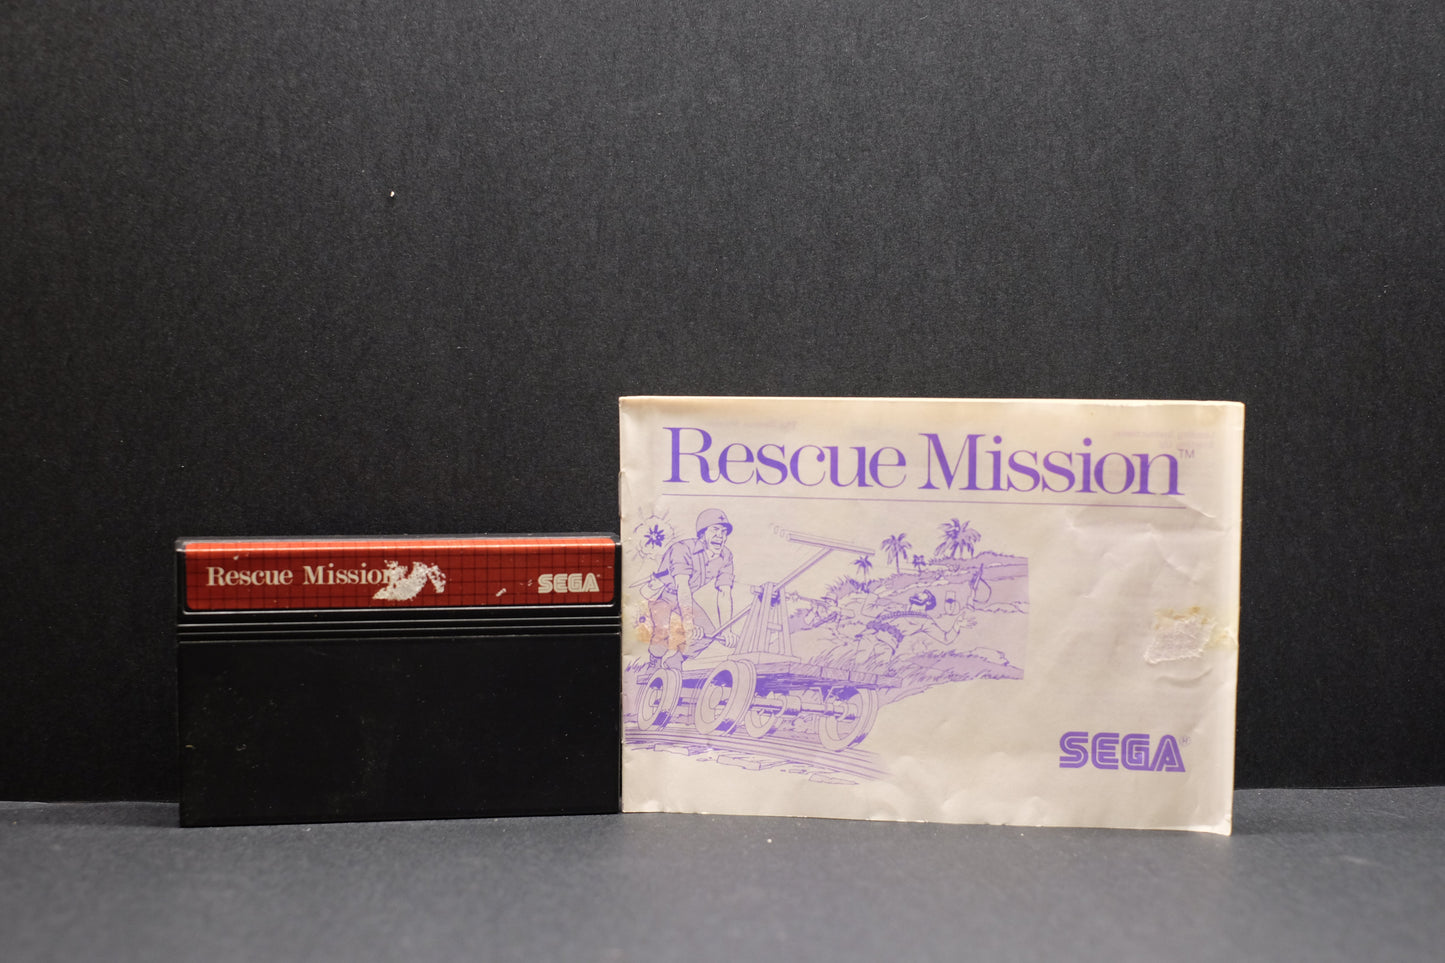 Rescue Mission
SEGA
Rescue Mission™
SEGA®